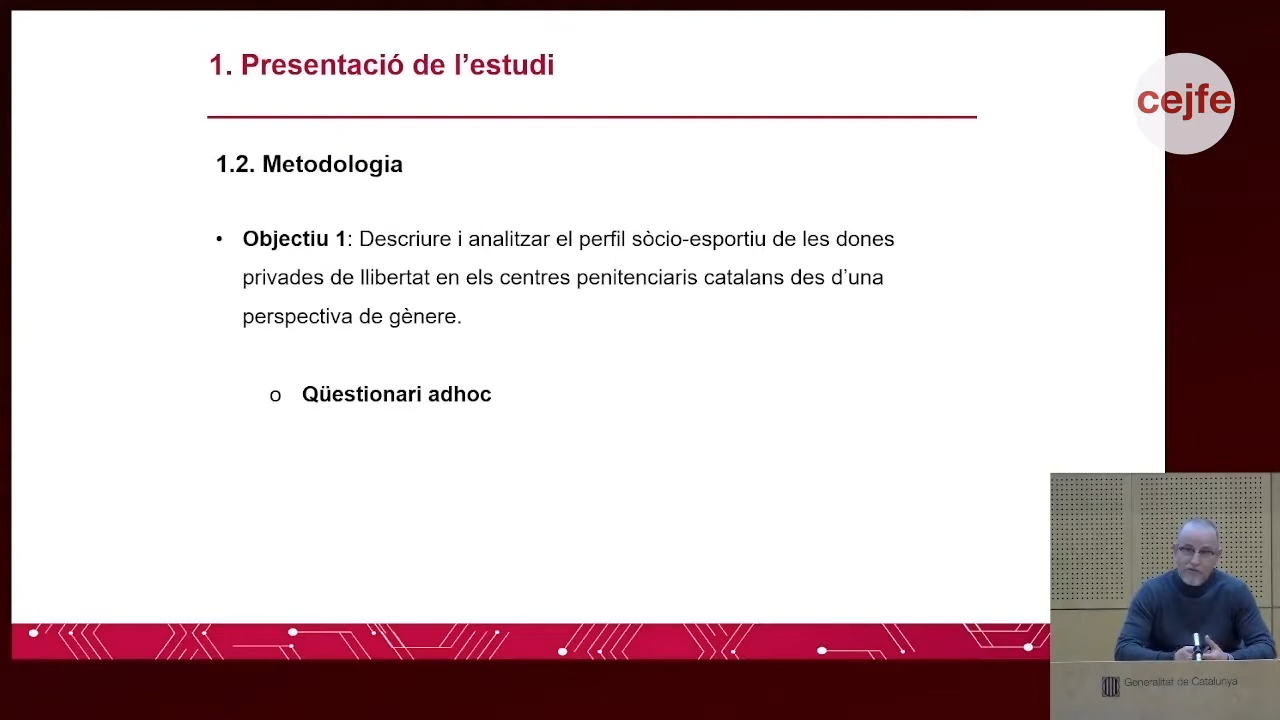 1. Presentació de l’estudi
cejfe
1.2. Metodologia
• Objectiu 1: Descriure i analitzar el perfil sòcio-esportiu de les dones
privades de llibertat en els centres penitenciaris catalans des d’una
perspectiva de gènere.
o Qüestionari adhoc
Generalitat de Catalunya